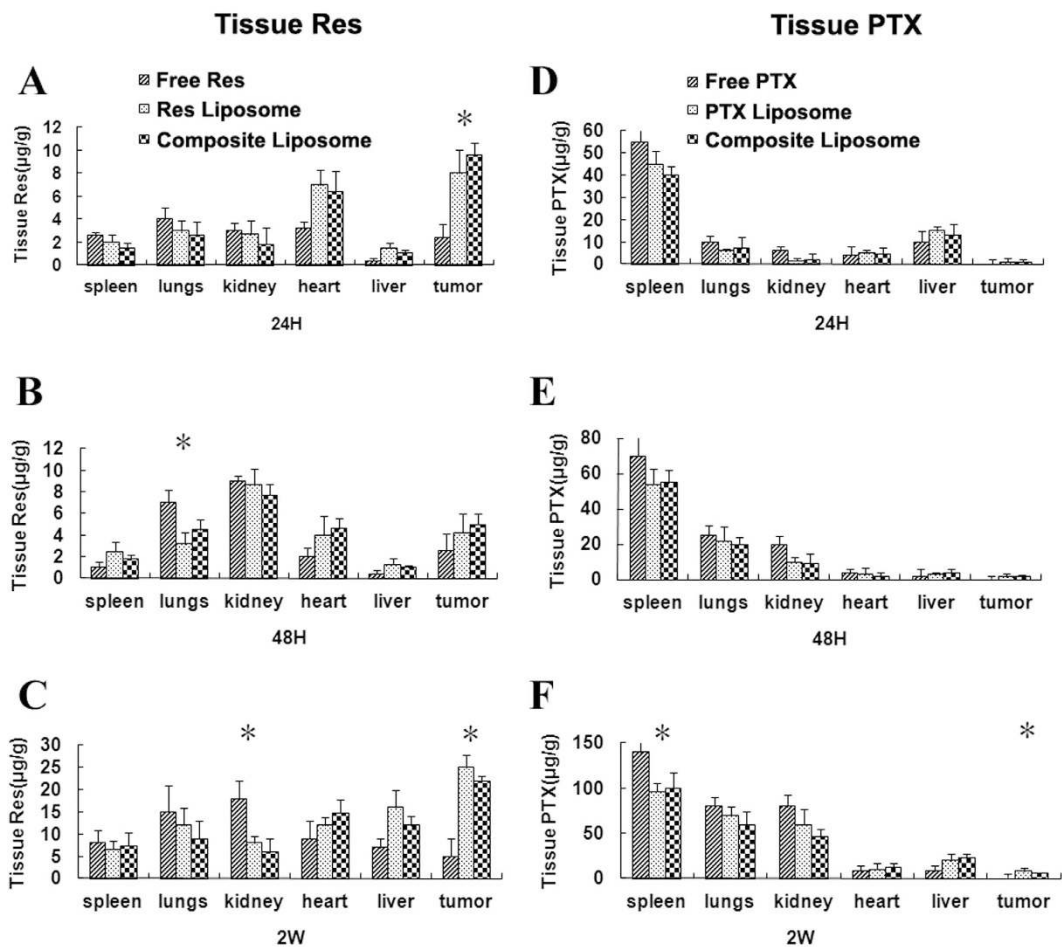 Tissue Res
Tissue PTX
A
Free Res
Res Liposome
Composite Liposome
*
Tissue Res(μg/g)
12
10
8
6
4
2
0
spleen lungs kidney heart liver tumor
24H
D
Free PTX
PTX Liposome
Composite Liposome
Tissue PTX(μg/g)
60
50
40
30
20
10
0
spleen lungs kidney heart liver tumor
24H
B
*
Tissue Res(μg/g)
12
10
8
6
4
2
0
spleen lungs kidney heart liver tumor
48H
E
Tissue PTX(μg/g)
80
60
40
20
0
spleen lungs kidney heart liver tumor
48H
C
* *
Tissue Res(μg/g)
30
25
20
15
10
5
0
spleen lungs kidney heart liver tumor
2W
F
* *
Tissue PTX(μg/g)
150
100
50
0
spleen lungs kidney heart liver tumor
2W